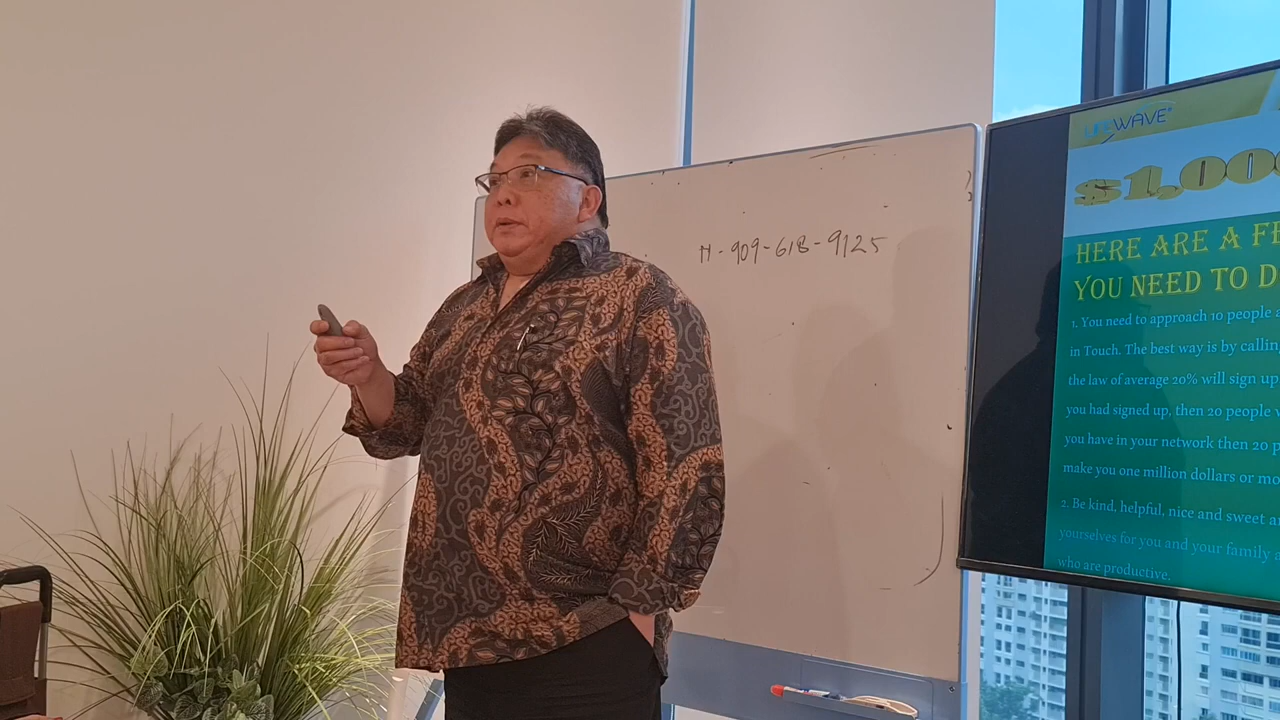 M-909-618-9125
LIFEWAVE®
$1,00
HERE ARE A FE
YOU NEED TO D
1. You need to approach 10 people a
in Touch. The best way is by calling
the law of average 20% will sign up
you had signed up, then 20 people w
you have in your network then 20 p
make you one million dollars or mo
2. Be kind, helpful, nice and sweet a
yourselves for you and your family a
who are productive.